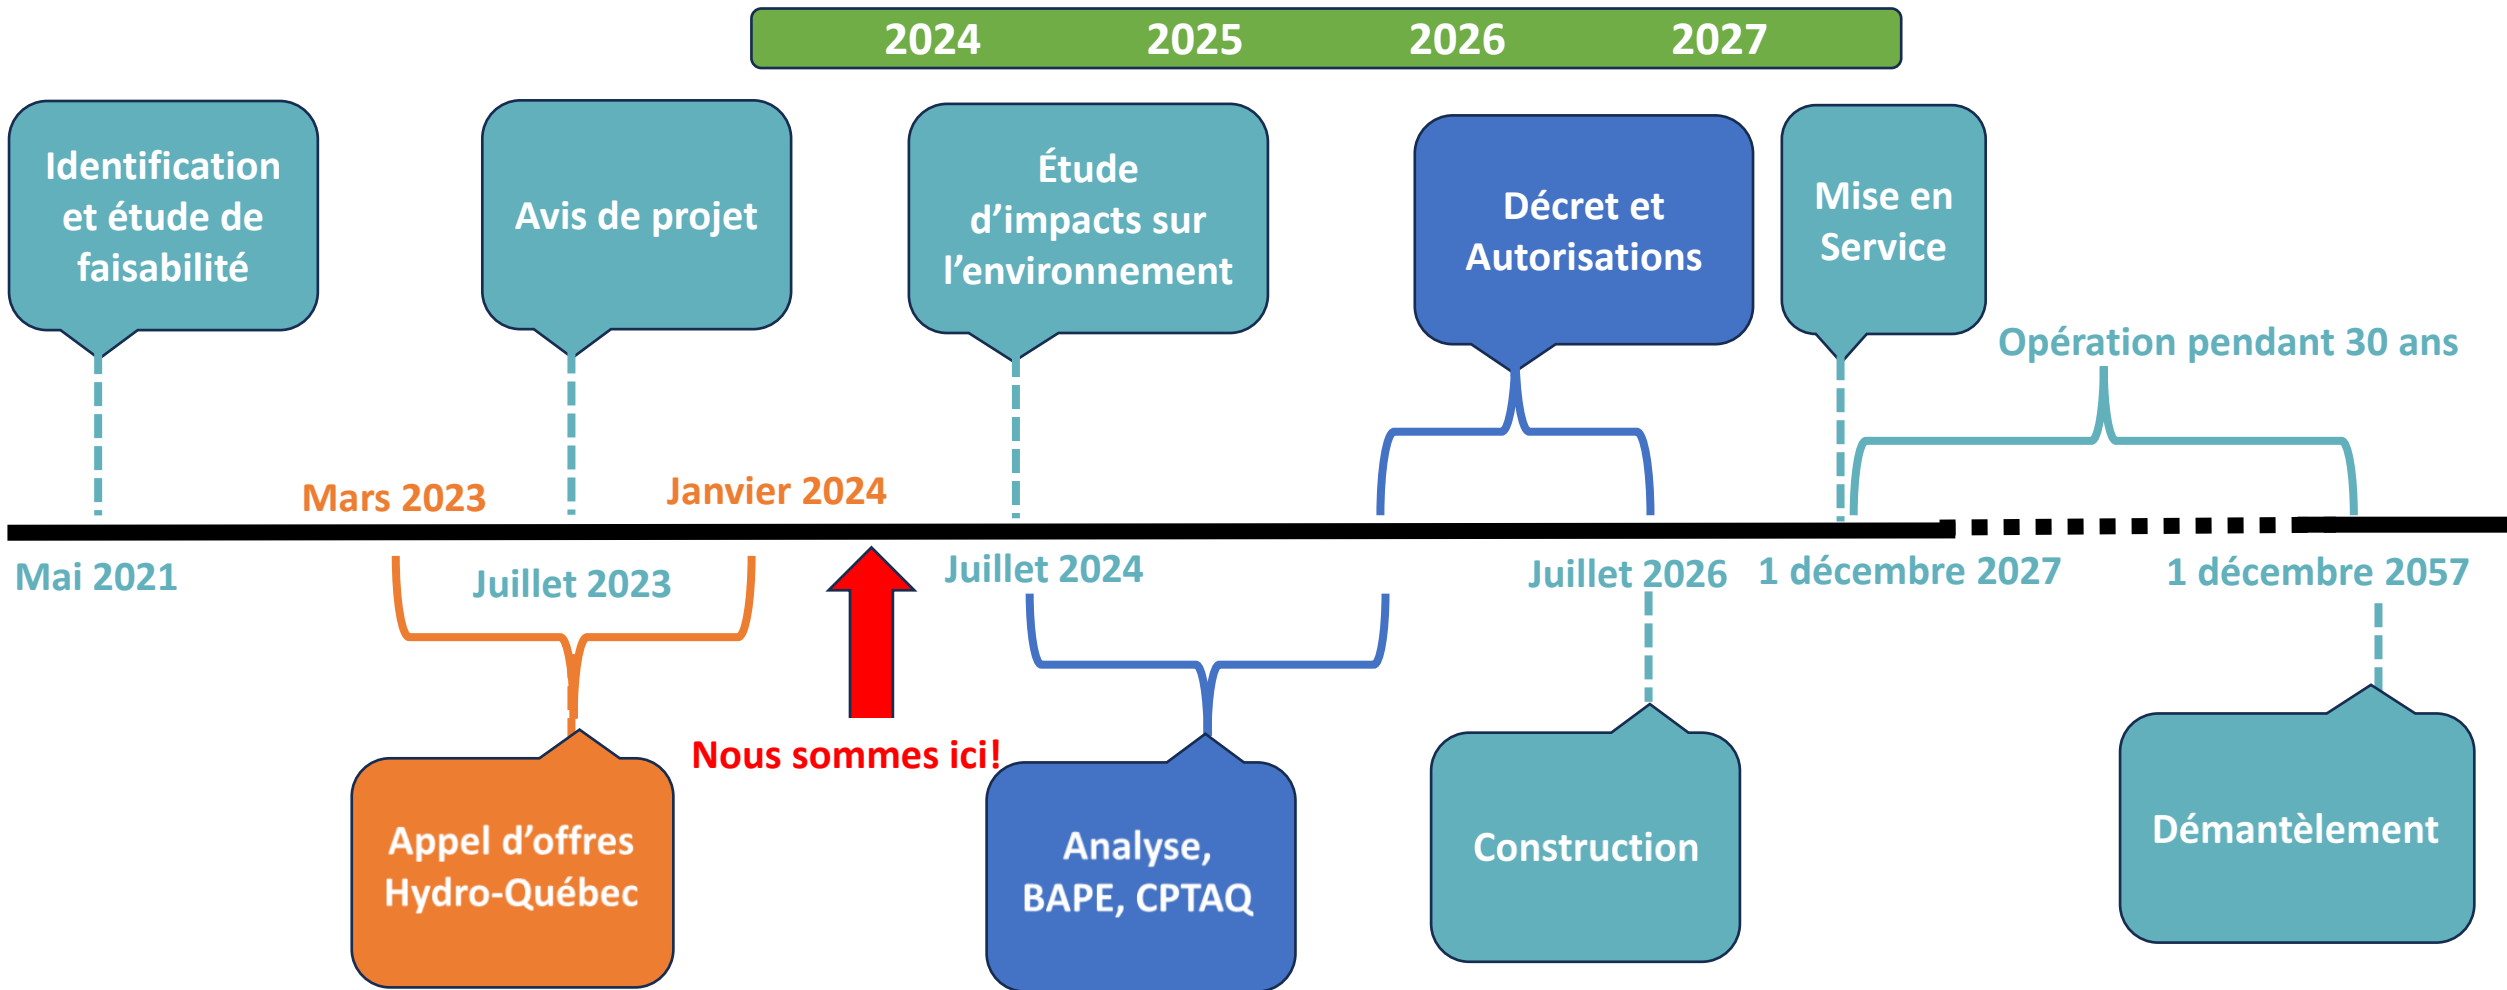 2024 2025 2026 2027
Identification
et étude de
faisabilité
Avis de projet
Étude
d'impacts sur
l'environnement
Décret et
Autorisations
Mise en
Service
Opération pendant 30 ans
Mars 2023
Janvier 2024
Mai 2021
Juillet 2023
Juillet 2024
Juillet 2026
1 décembre 2027
1 décembre 2057
Nous sommes ici!
Appel d'offres
Hydro-Québec
Analyse,
BAPE, CPTAQ
Construction
Démantèlement